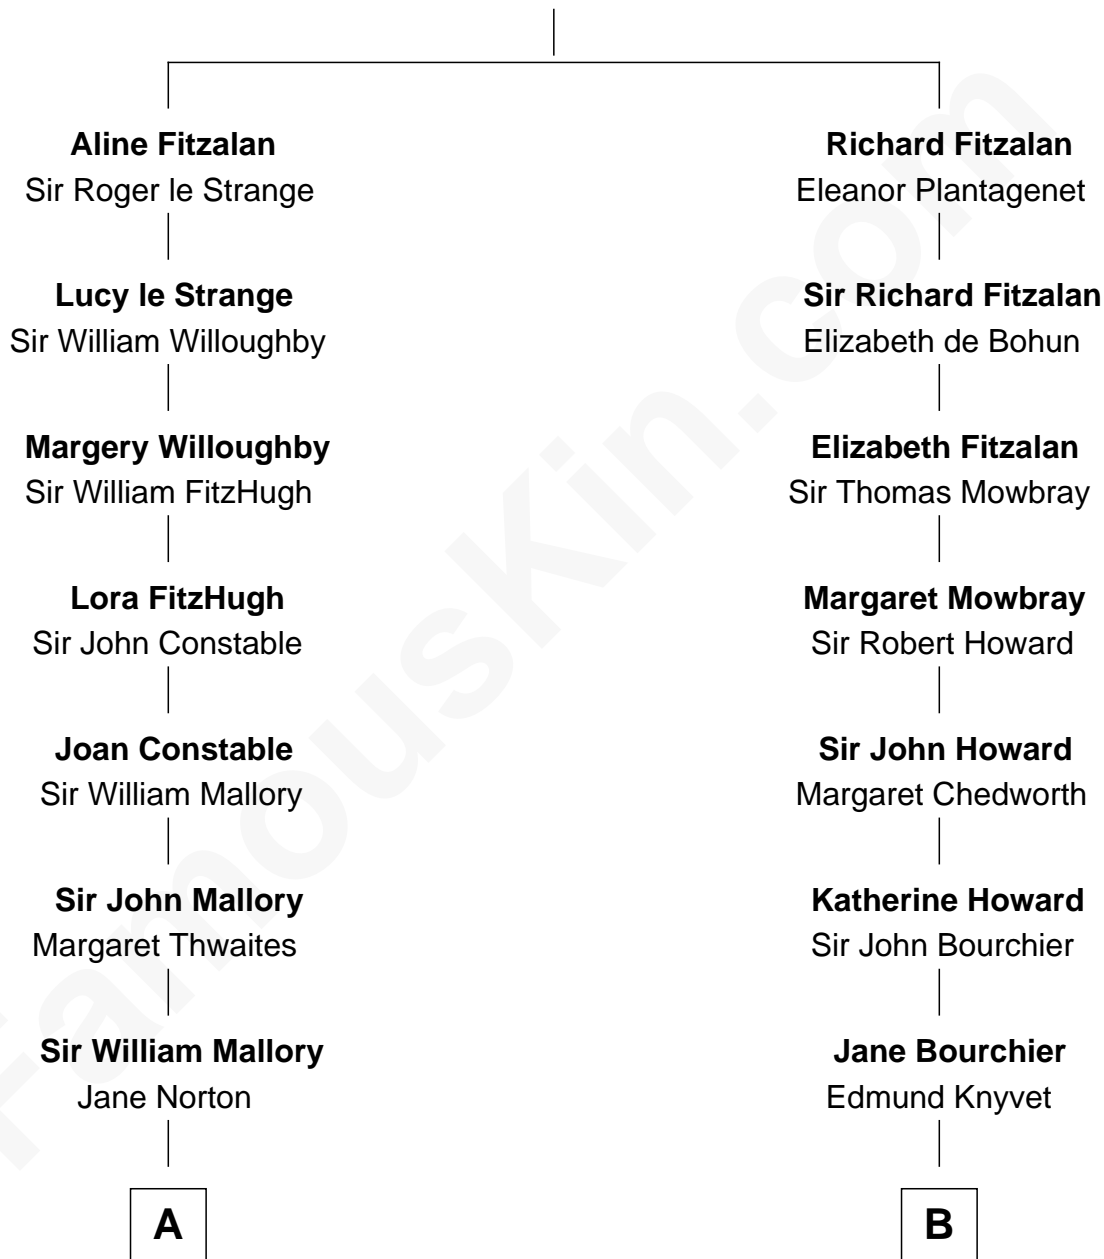 Aline Fitzalan
Sir Roger le Strange
Lucy le Strange
Sir William Willoughby
Margery Willoughby
Sir William FitzHugh
Lora FitzHugh
Sir John Constable
Joan Constable
Sir William Mallory
Sir John Mallory
Margaret Thwaites
Sir William Mallory
Jane Norton
A
Richard Fitzalan
Eleanor Plantagenet
Sir Richard Fitzalan
Elizabeth de Bohun
Elizabeth Fitzalan
Sir Thomas Mowbray
Margaret Mowbray
Sir Robert Howard
Sir John Howard
Margaret Chedworth
Katherine Howard
Sir John Bourchier
Jane Bourchier
Edmund Knyvet
B
FamousKin.com